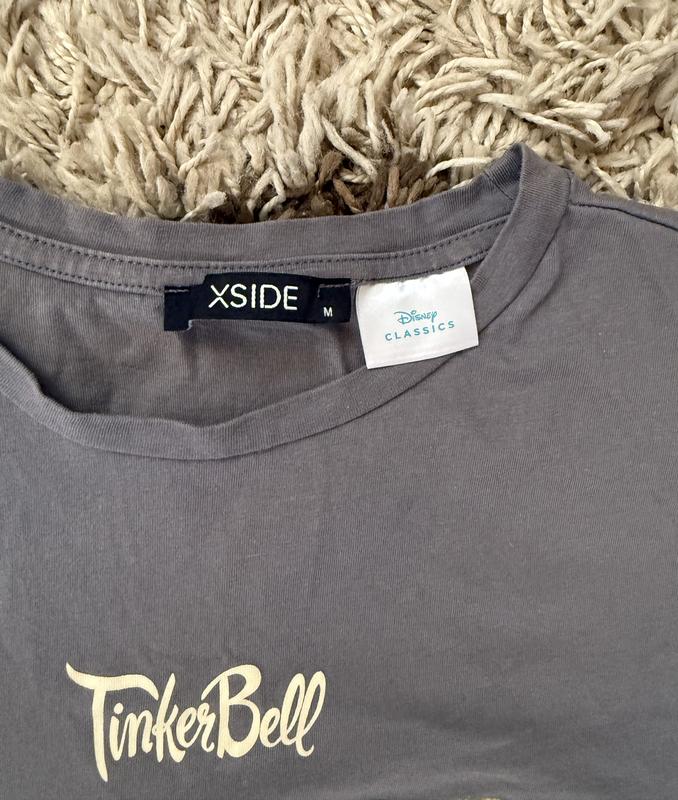 XSIDE
M
Disney
CLASSICS
TinkerBell